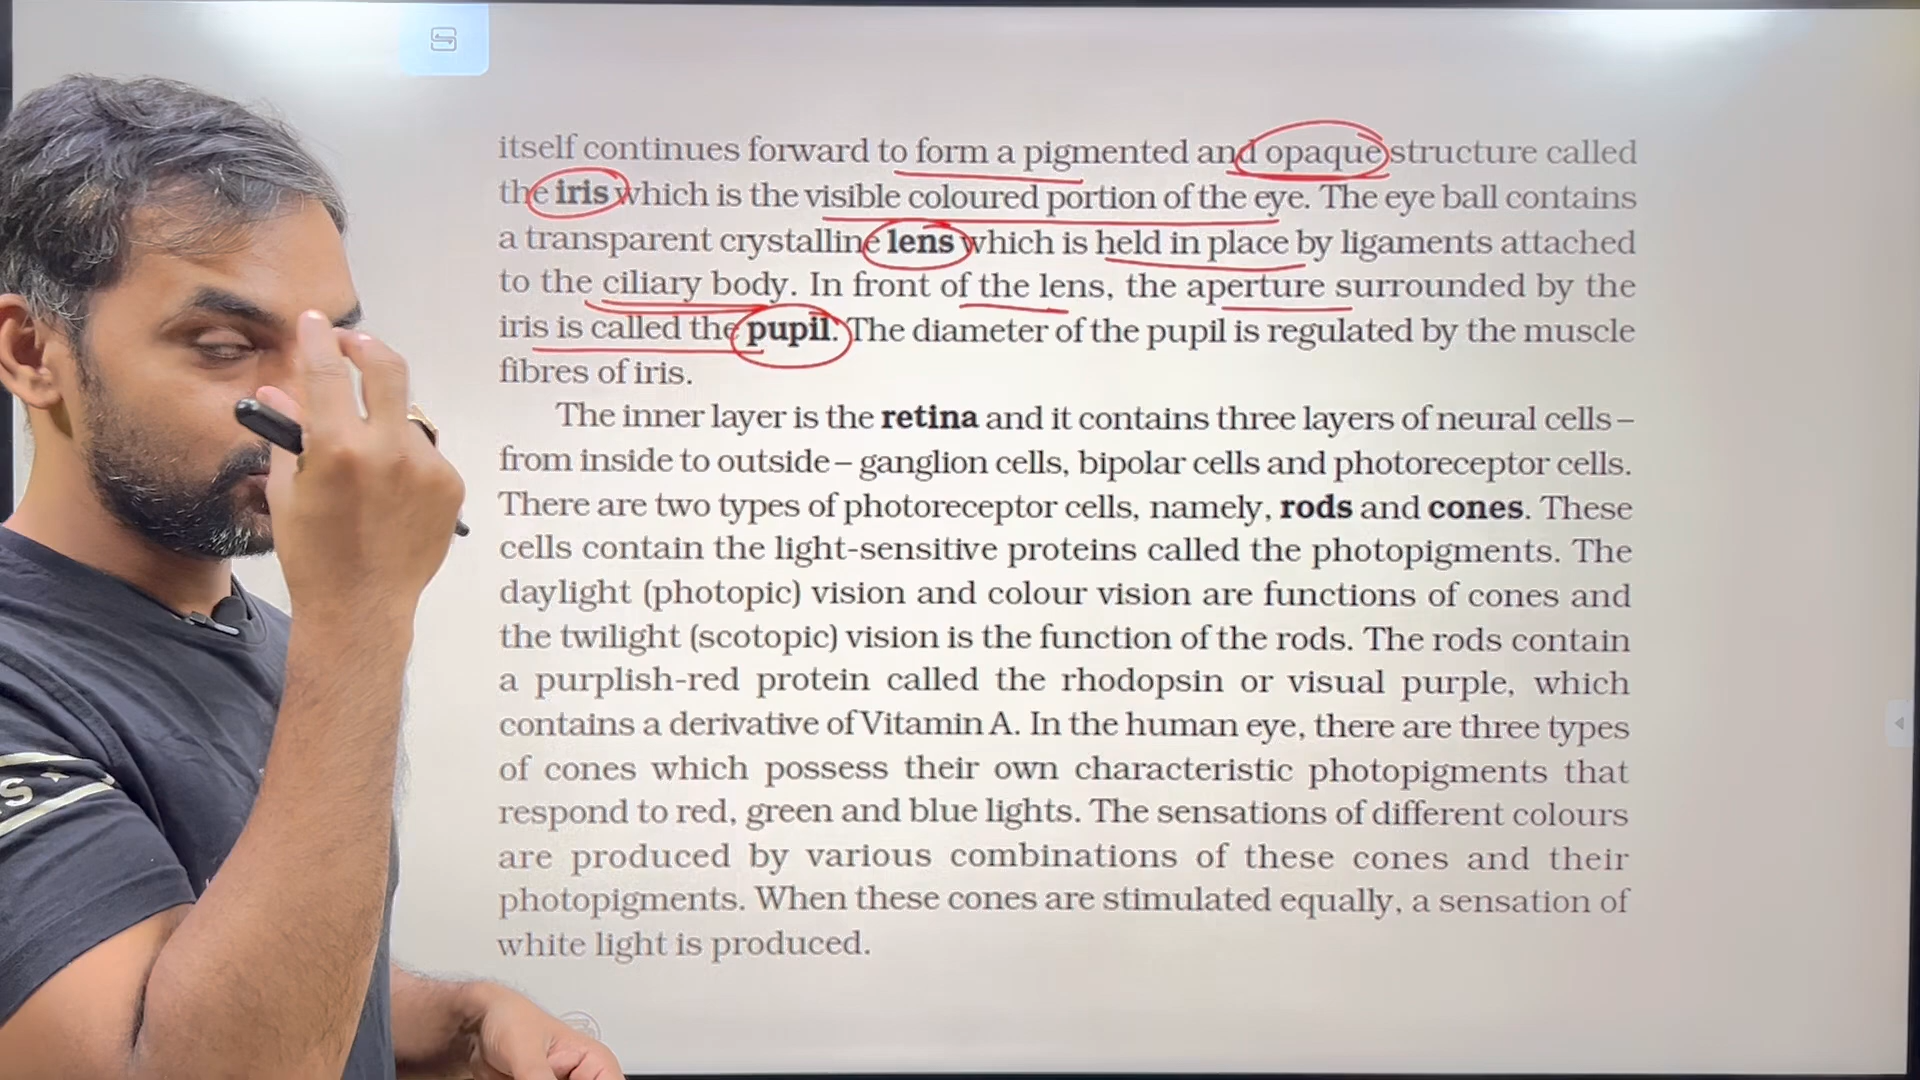 itself continues forward to form a pigmented and opaque structure called
the iris which is the visible coloured portion of the eye. The eye ball contains
a transparent crystalline lens which is held in place by ligaments attached
to the ciliary body. In front of the lens, the aperture surrounded by the
iris is called the pupil. The diameter of the pupil is regulated by the muscle
fibres of iris.
The inner layer is the retina and it contains three layers of neural cells –
from inside to outside – ganglion cells, bipolar cells and photoreceptor cells.
There are two types of photoreceptor cells, namely, rods and cones. These
cells contain the light-sensitive proteins called the photopigments. The
daylight (photopic) vision and colour vision are functions of cones and
the twilight (scotopic) vision is the function of the rods. The rods contain
a purplish-red protein called the rhodopsin or visual purple, which
contains a derivative of Vitamin A. In the human eye, there are three types
of cones which possess their own characteristic photopigments that
respond to red, green and blue lights. The sensations of different colours
are produced by various combinations of these cones and their
photopigments. When these cones are stimulated equally, a sensation of
white light is produced.